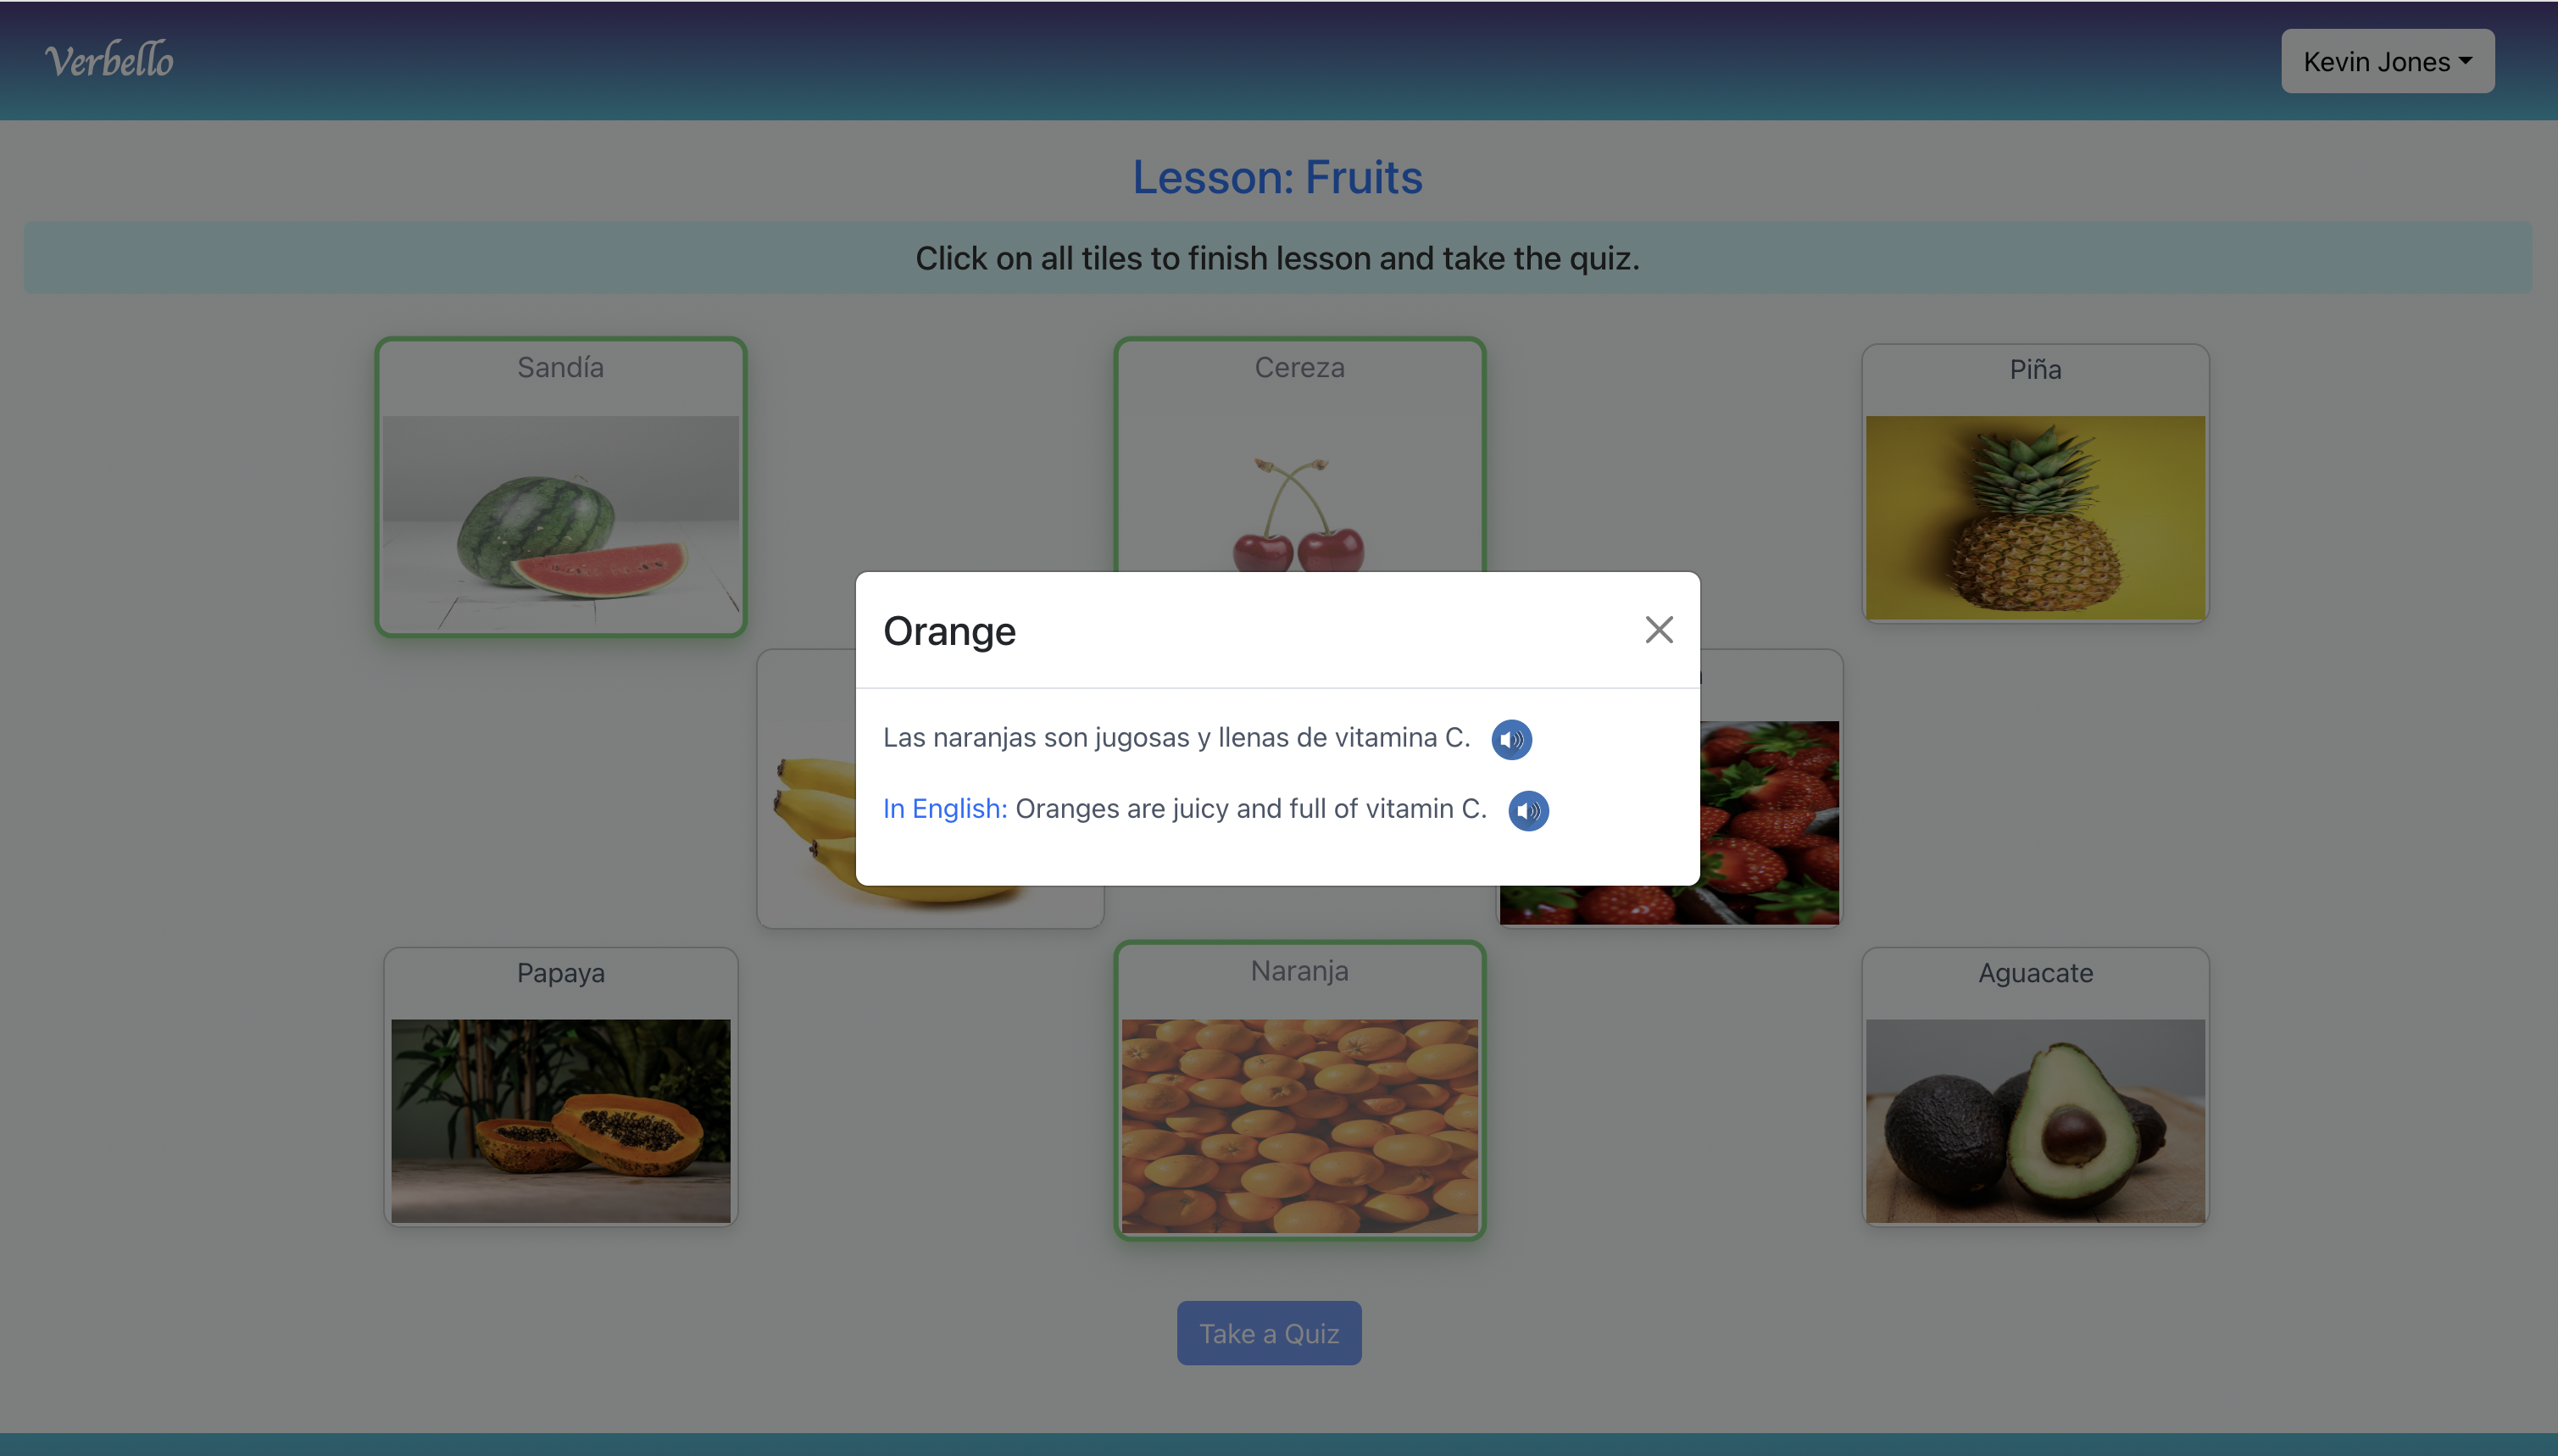 Verbello
Kevin Jones
Lesson: Fruits
Click on all tiles to finish lesson and take the quiz.
Sandía
Cereza
Piña
Orange
Las naranjas son jugosas y llenas de vitamina C.
In English: Oranges are juicy and full of vitamin C.
Papaya
Naranja
Aguacate
Take a Quiz